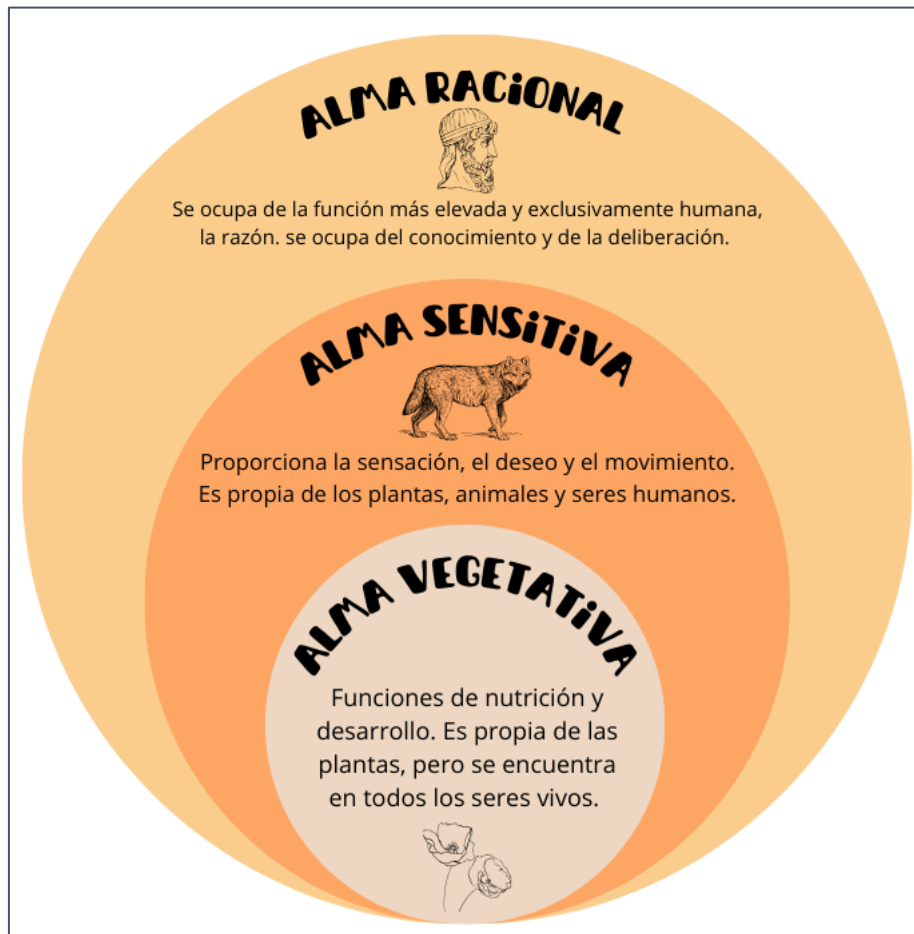 ALMA RACiONAL
Se ocupa de la función más elevada y exclusivamente humana,
la razón. se ocupa del conocimiento y de la deliberación.
ALMA SENSiTiVA
Proporciona la sensación, el deseo y el movimiento.
Es propia de los plantas, animales y seres humanos.
ALMA VEGETATiVA
Funciones de nutrición y
desarrollo. Es propia de las
plantas, pero se encuentra
en todos los seres vivos.